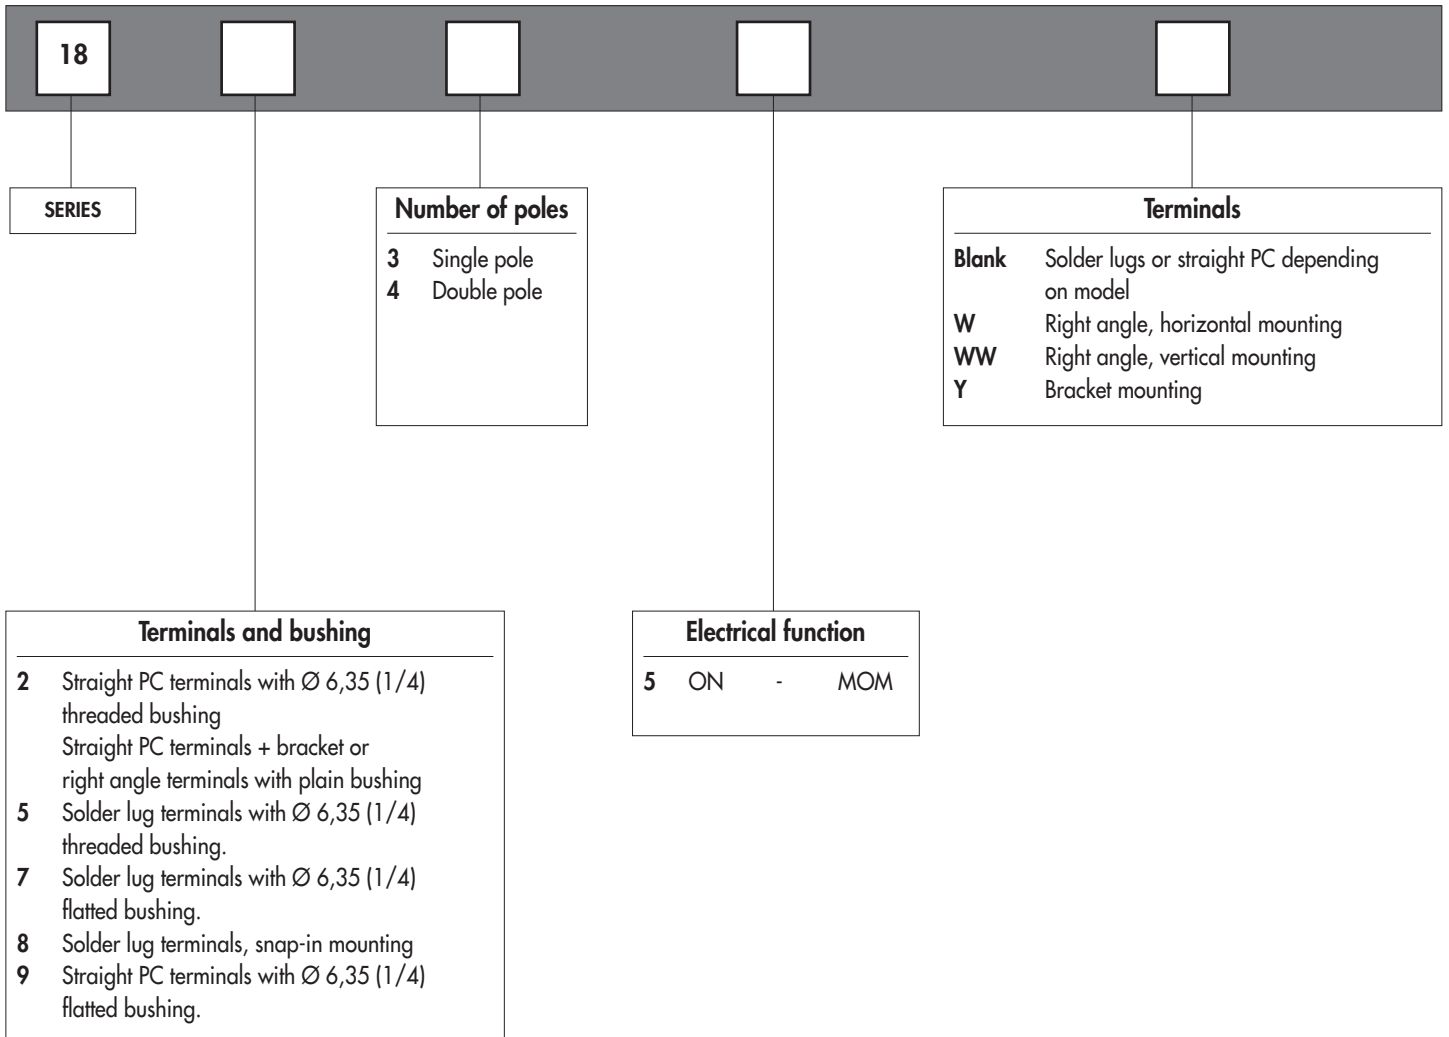 18
SERIES
Number of poles
3 Single pole
4 Double pole
Terminals
Blank Solder lugs or straight PC depending
on model
W Right angle, horizontal mounting
WW Right angle, vertical mounting
Y Bracket mounting
Terminals and bushing
2 Straight PC terminals with Ø 6,35 (1/4)
threaded bushing
Straight PC terminals + bracket or
right angle terminals with plain bushing
5 Solder lug terminals with Ø 6,35 (1/4)
threaded bushing.
7 Solder lug terminals with Ø 6,35 (1/4)
flatted bushing.
8 Solder lug terminals, snap-in mounting
9 Straight PC terminals with Ø 6,35 (1/4)
flatted bushing.
Electrical function
5 ON - MOM